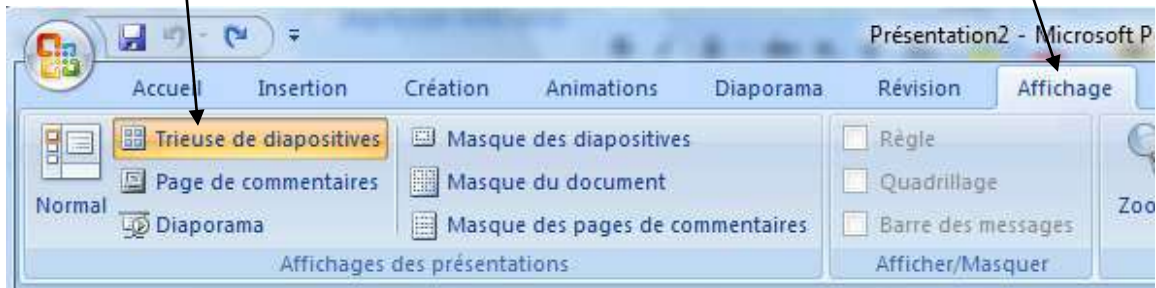 Présentation2 - Microsoft P
Accueil Insertion Création Animations Diaporama Révision Affichage
Normal
Trieuse de diapositives
Page de commentaires
Diaporama
Masque des diapositives
Masque du document
Masque des pages de commentaires
Affichages des présentations
Règle
Quadrillage
Barre des messages
Afficher/Masquer
Zoo